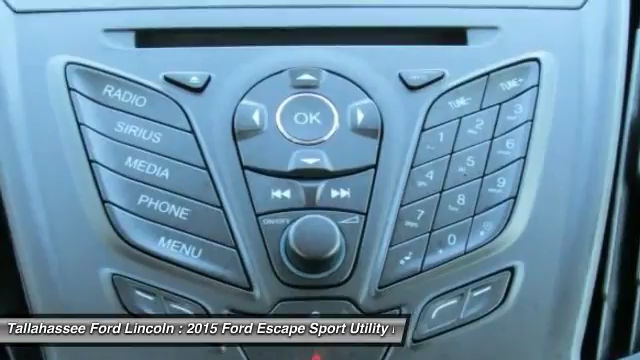 RADIO
SIRIUS
MEDIA
PHONE
MENU
OK
TUNE-
TUNE+
1 2 3
4 5 6
7 8 9
0
ON/OFF
Tallahassee Ford Lincoln : 2015 Ford Escape Sport Utility